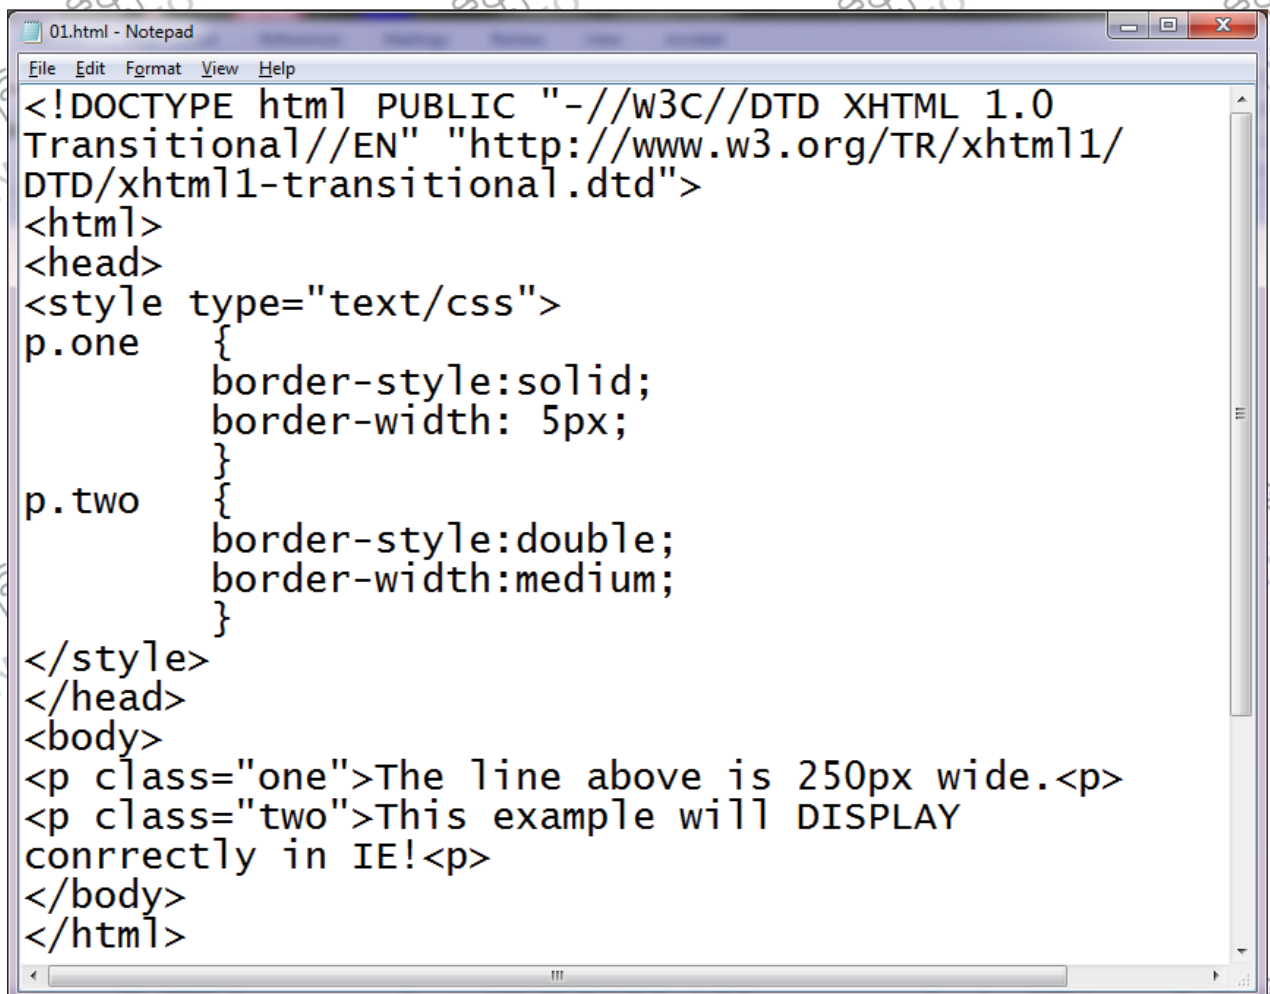 01.html - Notepad
File Edit Format View Help
<!DOCTYPE html PUBLIC "-//W3C//DTD XHTML 1.0
Transitional//EN" "http://www.w3.org/TR/xhtml1/
DTD/xhtml1-transitional.dtd">
<html>
<head>
<style type="text/css">
p.one {
border-style:solid;
border-width: 5px;
}
p.two {
border-style:double;
border-width:medium;
}
</style>
</head>
<body>
<p class="one">The line above is 250px wide.<p>
<p class="two">This example will DISPLAY
conrrectly in IE!<p>
</body>
</html>